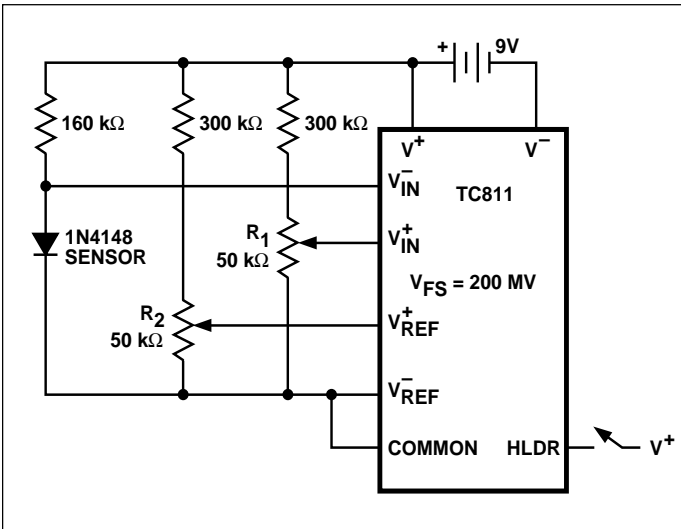 + 9V
160 kΩ
300 kΩ
300 kΩ
V+
V−
V−IN
TC811
1N4148
SENSOR
R1
50 kΩ
V+IN
VFS = 200 MV
R2
50 kΩ
V+REF
V−REF
COMMON
HLDR
V+